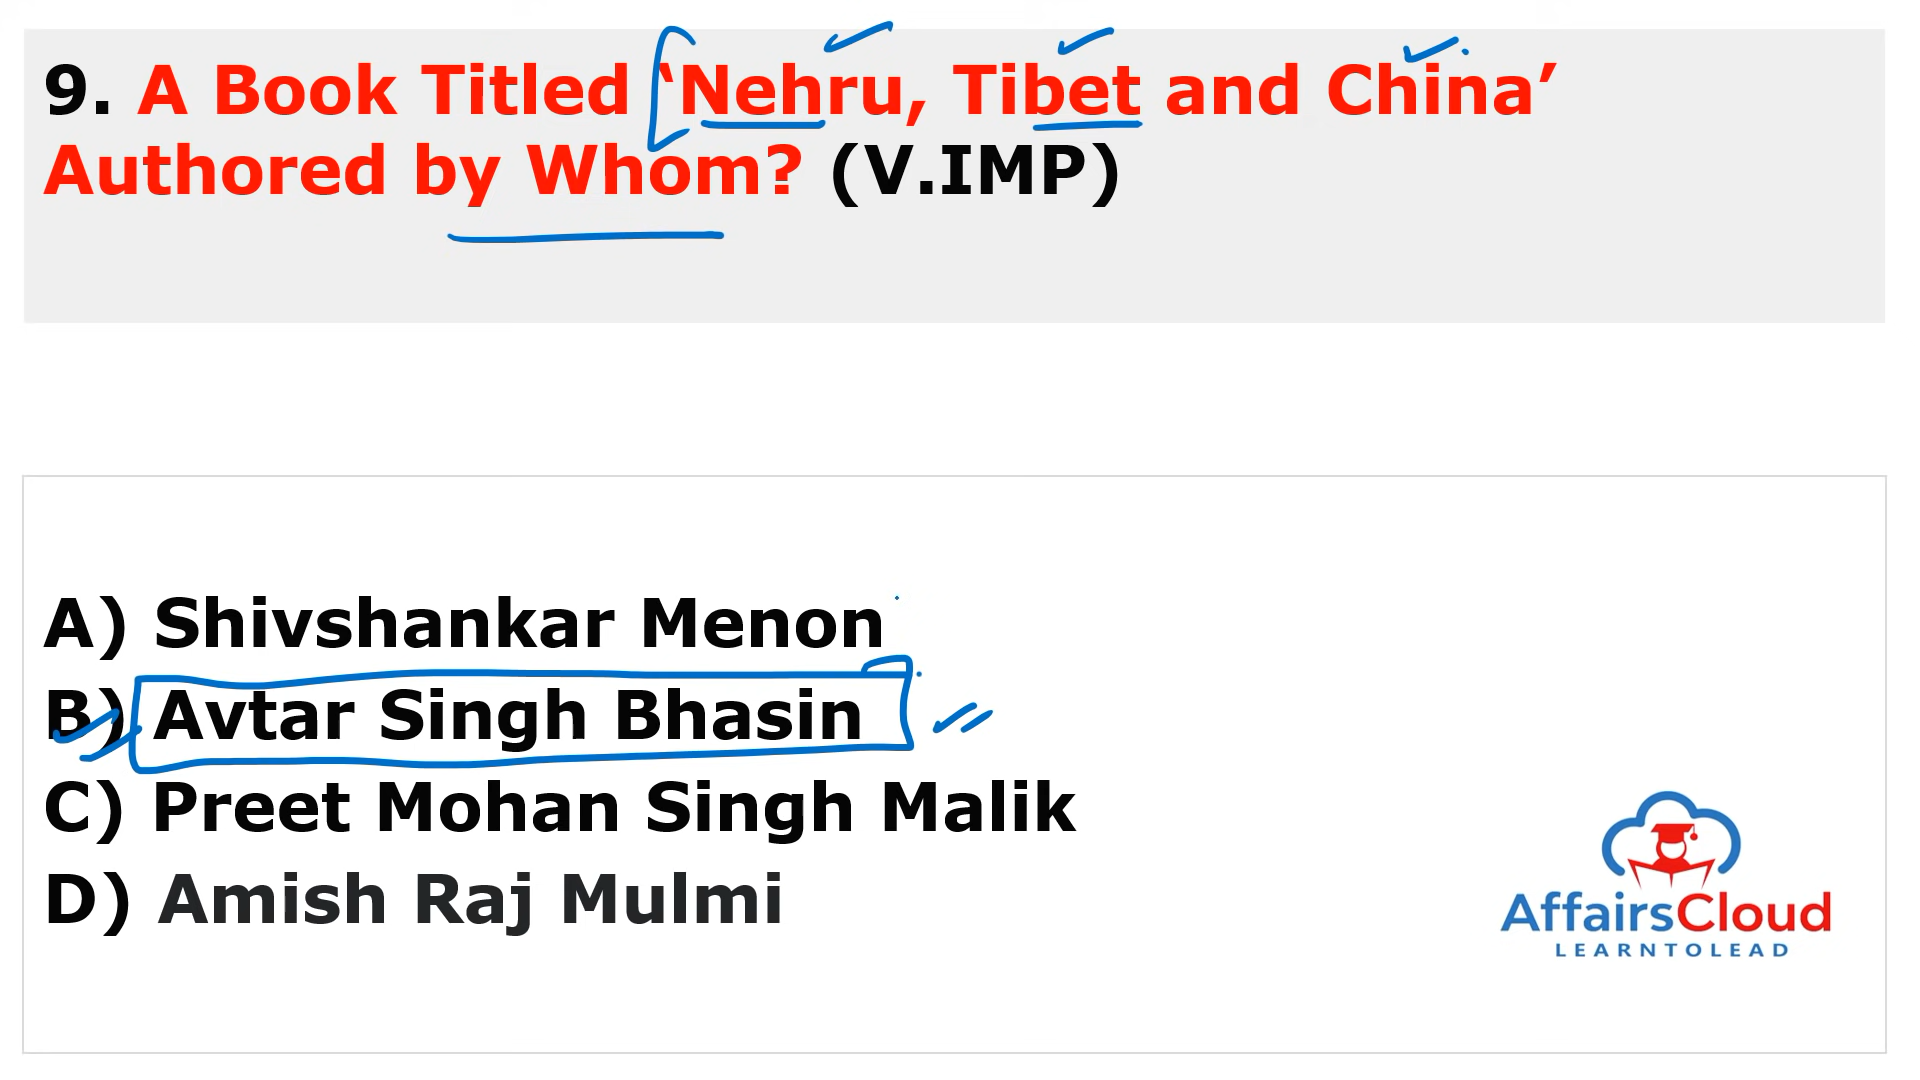 9. A Book Titled ‘Nehru, Tibet and China’
Authored by Whom? (V.IMP)
A) Shivshankar Menon
B) Avtar Singh Bhasin
C) Preet Mohan Singh Malik
D) Amish Raj Mulmi
AffairsCloud
LEARNTOLEAD